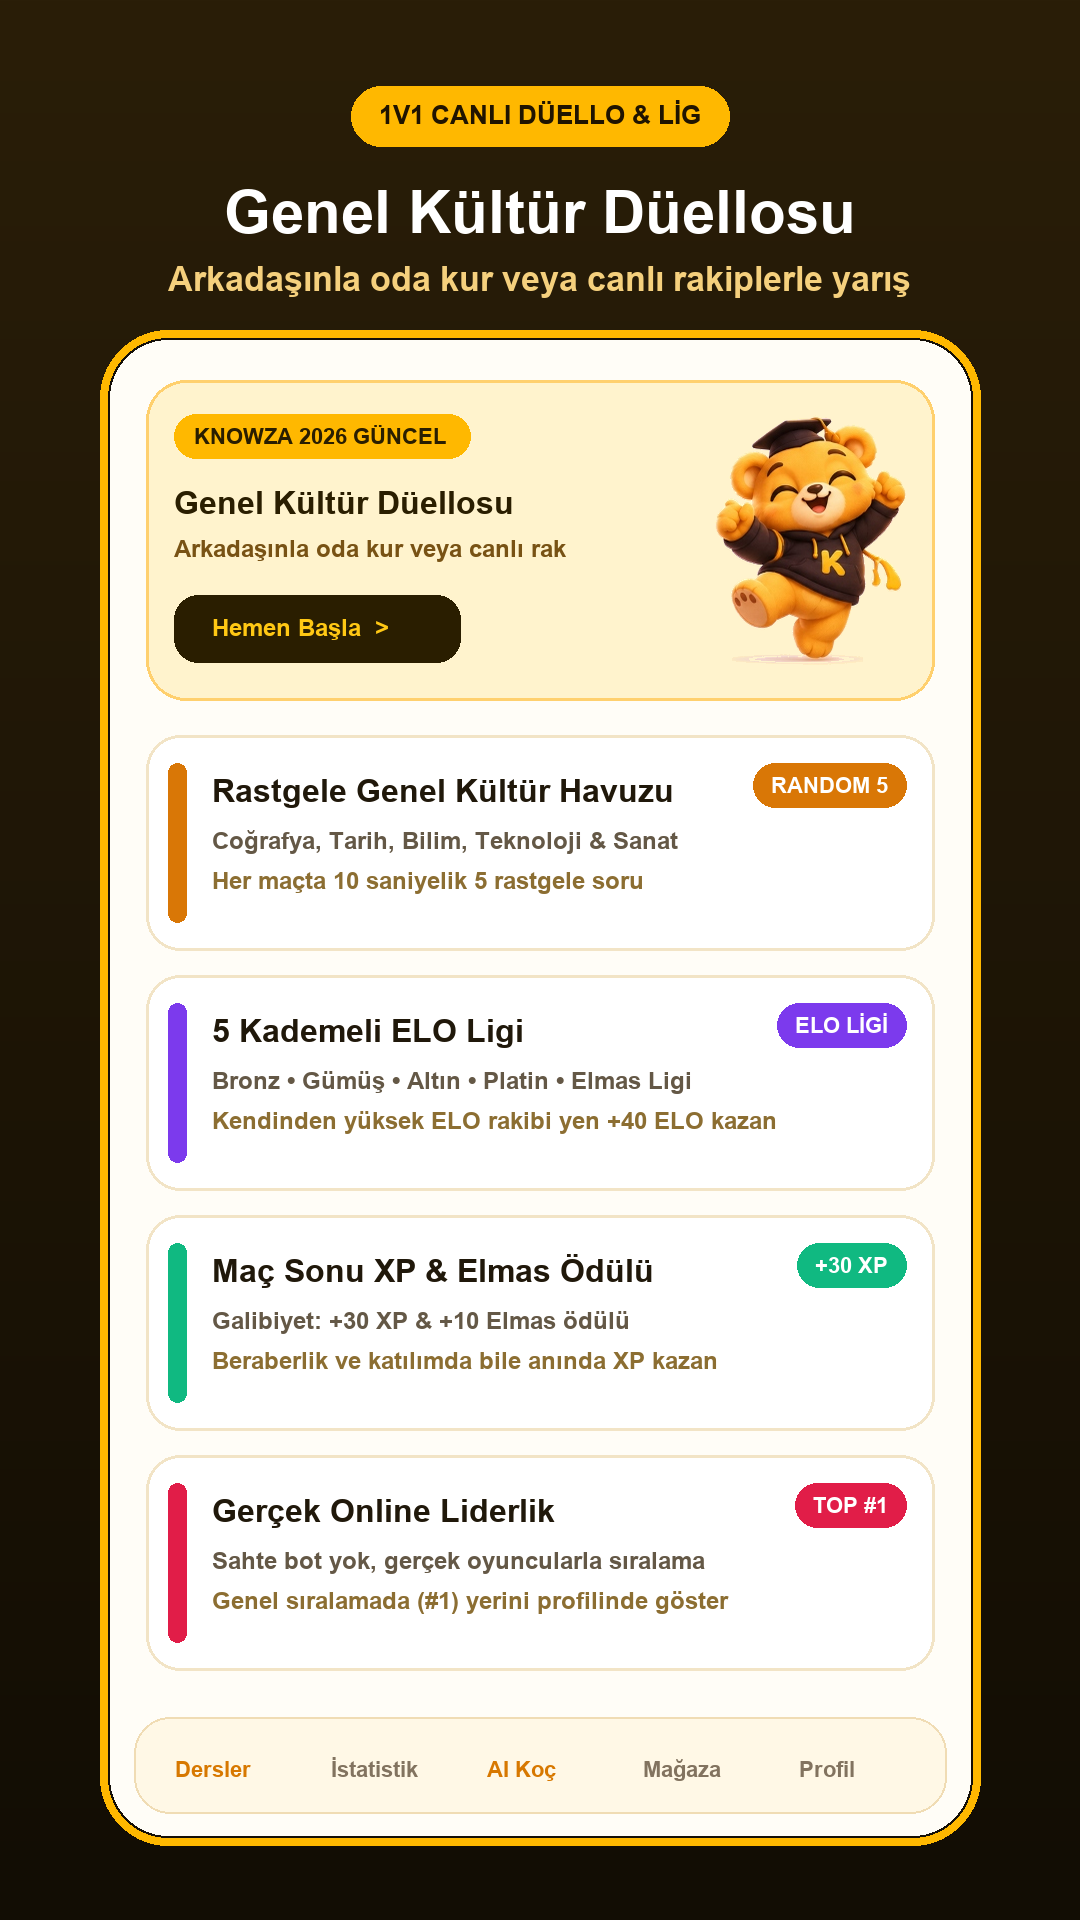 1V1 CANLI DÜELLO & LİG
Genel Kültür Düellosu
Arkadaşınla oda kur veya canlı rakiplerle yarış
KNOWZA 2026 GÜNCEL
Genel Kültür Düellosu
Arkadaşınla oda kur veya canlı rak
K
Hemen Başla >
Rastgele Genel Kültür Havuzu
RANDOM 5
Coğrafya, Tarih, Bilim, Teknoloji & Sanat
Her maçta 10 saniyelik 5 rastgele soru
5 Kademeli ELO Ligi
ELO LİGİ
Bronz • Gümüş • Altın • Platin • Elmas Ligi
Kendinden yüksek ELO rakibi yen +40 ELO kazan
Maç Sonu XP & Elmas Ödülü
+30 XP
Galibiyet: +30 XP & +10 Elmas ödülü
Beraberlik ve katılımda bile anında XP kazan
Gerçek Online Liderlik
TOP #1
Sahte bot yok, gerçek oyuncularla sıralama
Genel sıralamada (#1) yerini profilinde göster
Dersler İstatistik AI Koç Mağaza Profil